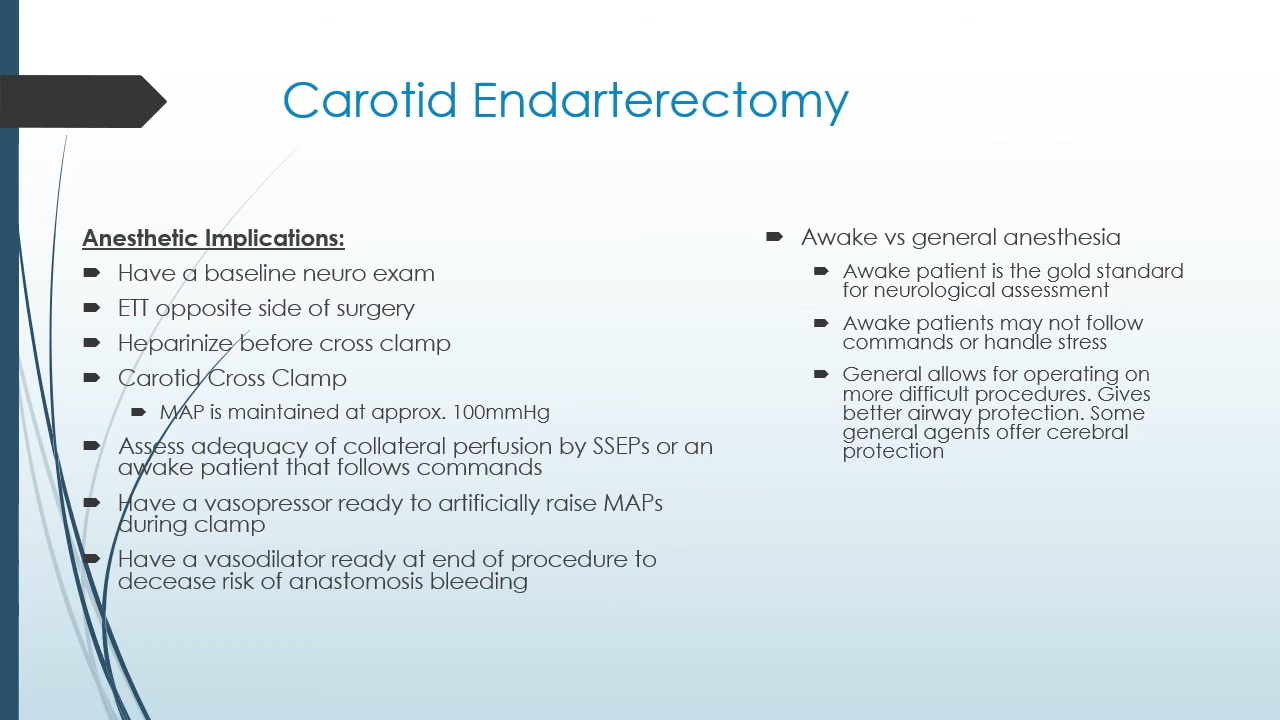 Carotid Endarterectomy
Anesthetic Implications:
Have a baseline neuro exam
ETT opposite side of surgery
Heparinize before cross clamp
Carotid Cross Clamp
MAP is maintained at approx. 100mmHg
Assess adequacy of collateral perfusion by SSEPs or an
awake patient that follows commands
Have a vasopressor ready to artificially raise MAPs
during clamp
Have a vasodilator ready at end of procedure to
decease risk of anastomosis bleeding
Awake vs general anesthesia
Awake patient is the gold standard
for neurological assessment
Awake patients may not follow
commands or handle stress
General allows for operating on
more difficult procedures. Gives
better airway protection. Some
general agents offer cerebral
protection